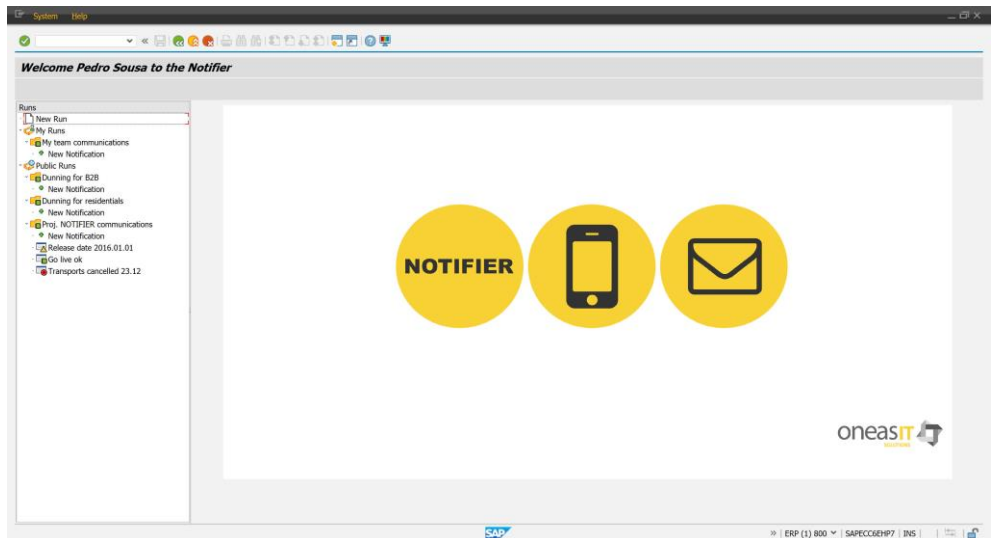 System Help
Welcome Pedro Sousa to the Notifier
Runs
New Run
My Runs
My team communications
New Notification
Public Runs
Dunning for B2B
New Notification
Dunning for residentials
New Notification
Proj. NOTIFIER communications
New Notification
Release date 2016.01.01
Go live ok
Transports cancelled 23.12
NOTIFIER
oneasIT
SOLUTIONS
SAP
ERP (1) 800
SAPECC6EHP7
INS